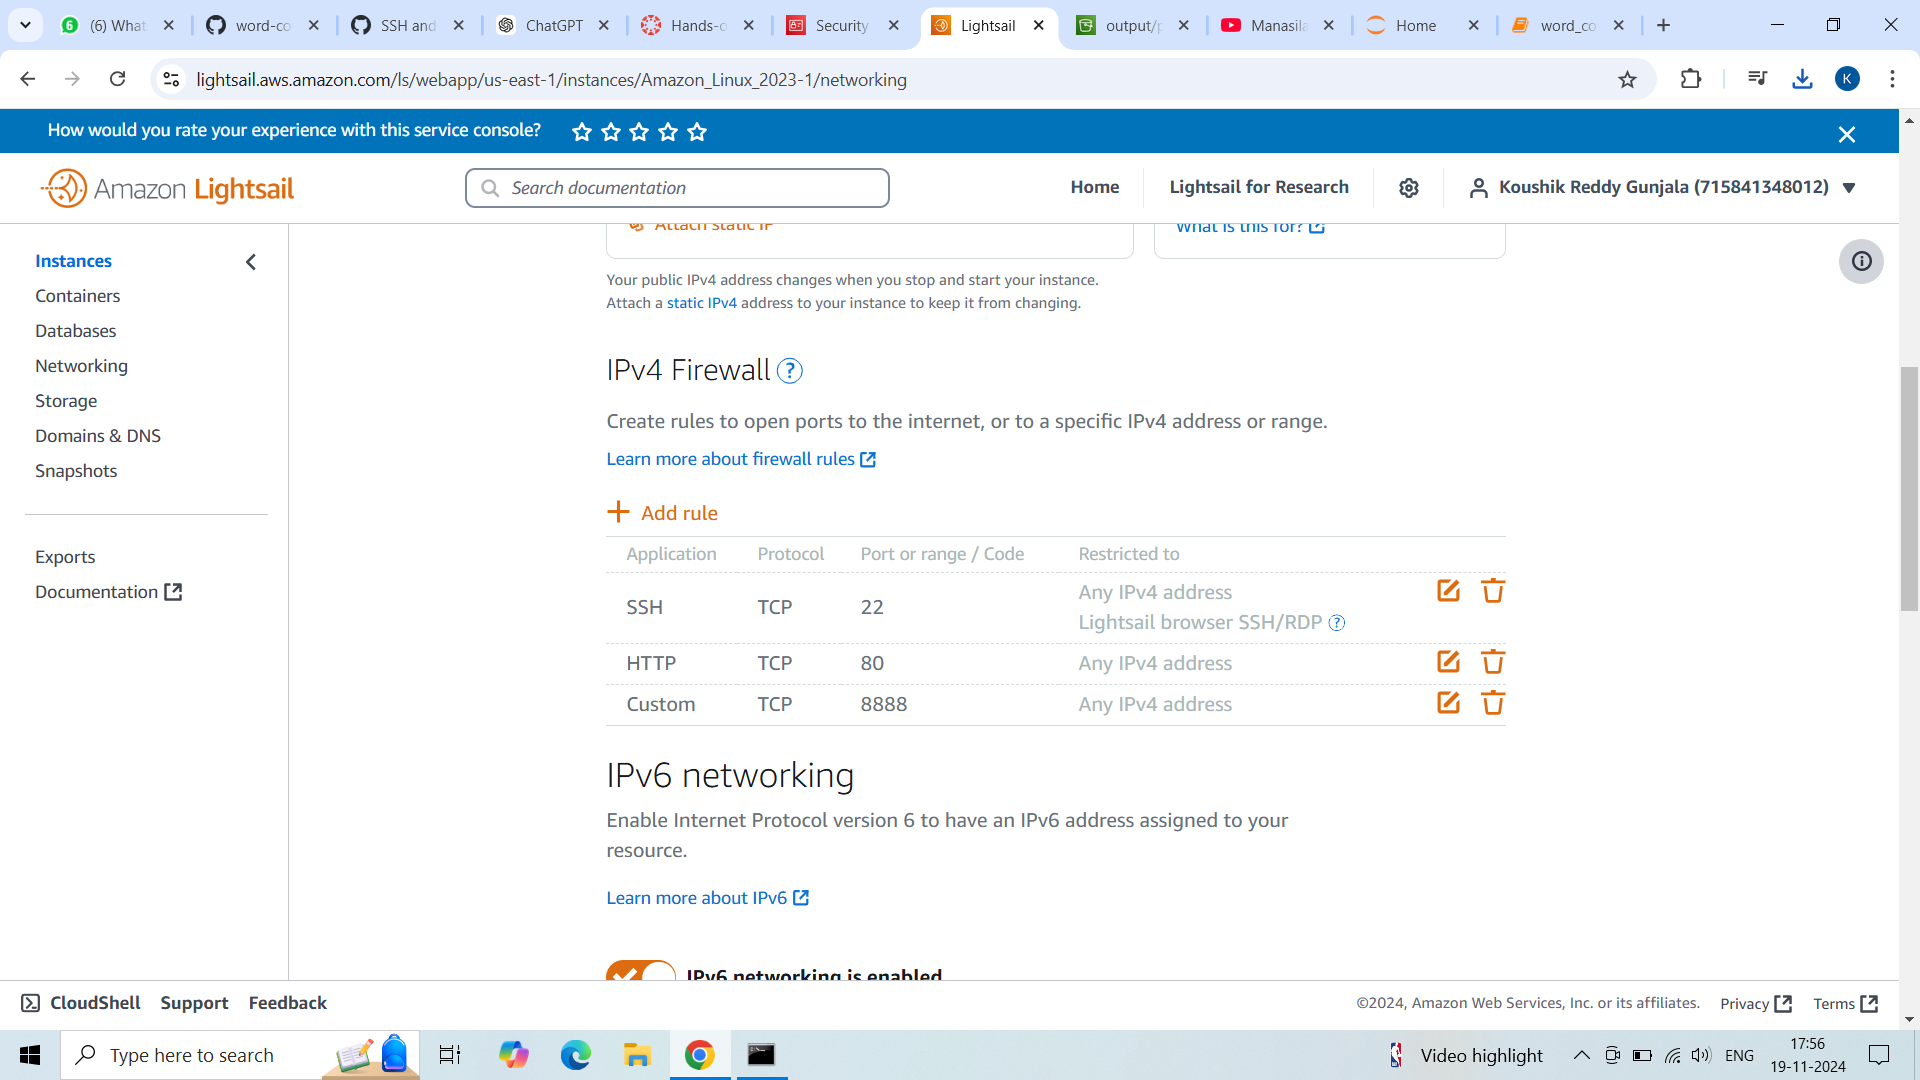 (6) What
word-co
SSH and
ChatGPT
Hands-o
Security
Lightsail
output/p
Manasila
Home
word_co
lightsail.aws.amazon.com/ls/webapp/us-east-1/instances/Amazon_Linux_2023-1/networking
K
How would you rate your experience with this service console?
Amazon Lightsail
Search documentation
Home
Lightsail for Research
Koushik Reddy Gunjala (715841348012)
Instances
Containers
Databases
Networking
Storage
Domains & DNS
Snapshots
Exports
Documentation
Attach static IP
What is this for?
Your public IPv4 address changes when you stop and start your instance.
Attach a static IPv4 address to your instance to keep it from changing.
IPv4 Firewall ?
Create rules to open ports to the internet, or to a specific IPv4 address or range.
Learn more about firewall rules
+ Add rule
Application Protocol Port or range / Code Restricted to
SSH TCP 22 Any IPv4 address
Lightsail browser SSH/RDP ?
HTTP TCP 80 Any IPv4 address
Custom TCP 8888 Any IPv4 address
IPv6 networking
Enable Internet Protocol version 6 to have an IPv6 address assigned to your
resource.
Learn more about IPv6
IPv6 networking is enabled
CloudShell Support Feedback
©2024, Amazon Web Services, Inc. or its affiliates. Privacy Terms
Type here to search
Video highlight
ENG
17:56
19-11-2024